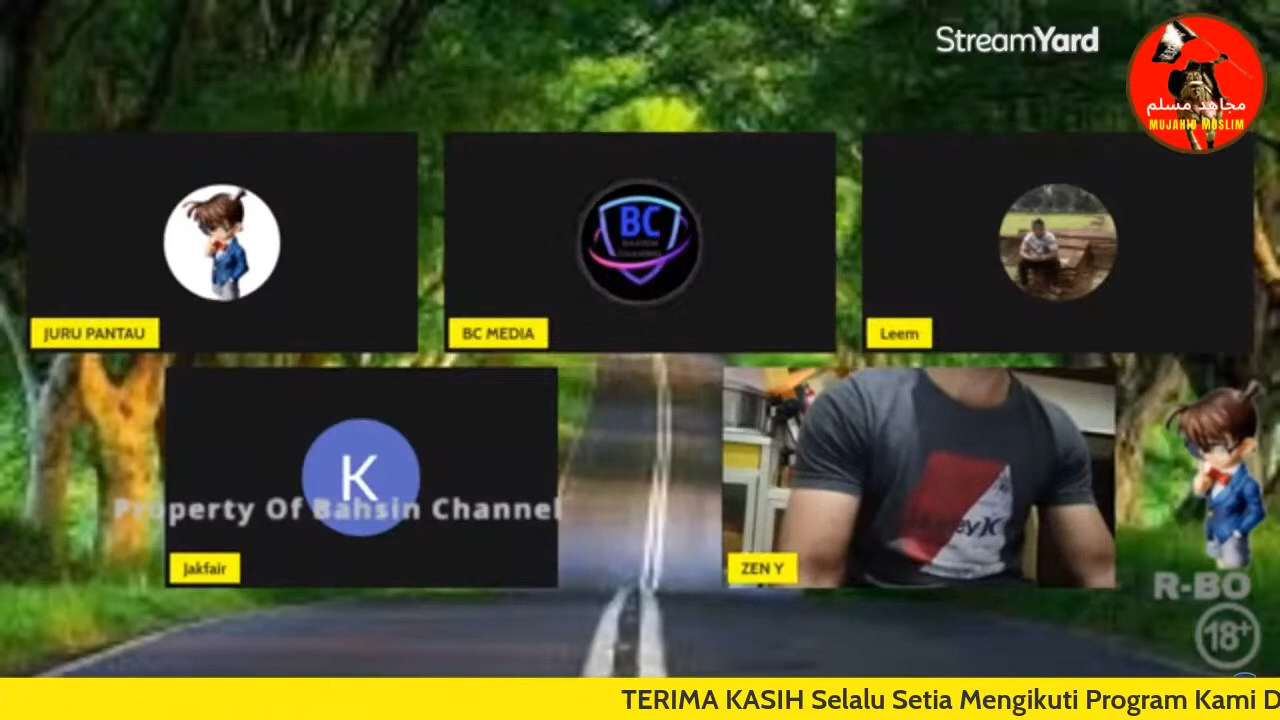 StreamYard
مجاهد مسلم
MUJAHID MUSLIM
BC
JURU PANTAU
BC MEDIA
Leem
K
Property Of Bahsin Channel
Jakfair
ZEN Y
R-BO
18+
TERIMA KASIH Selalu Setia Mengikuti Program Kami D